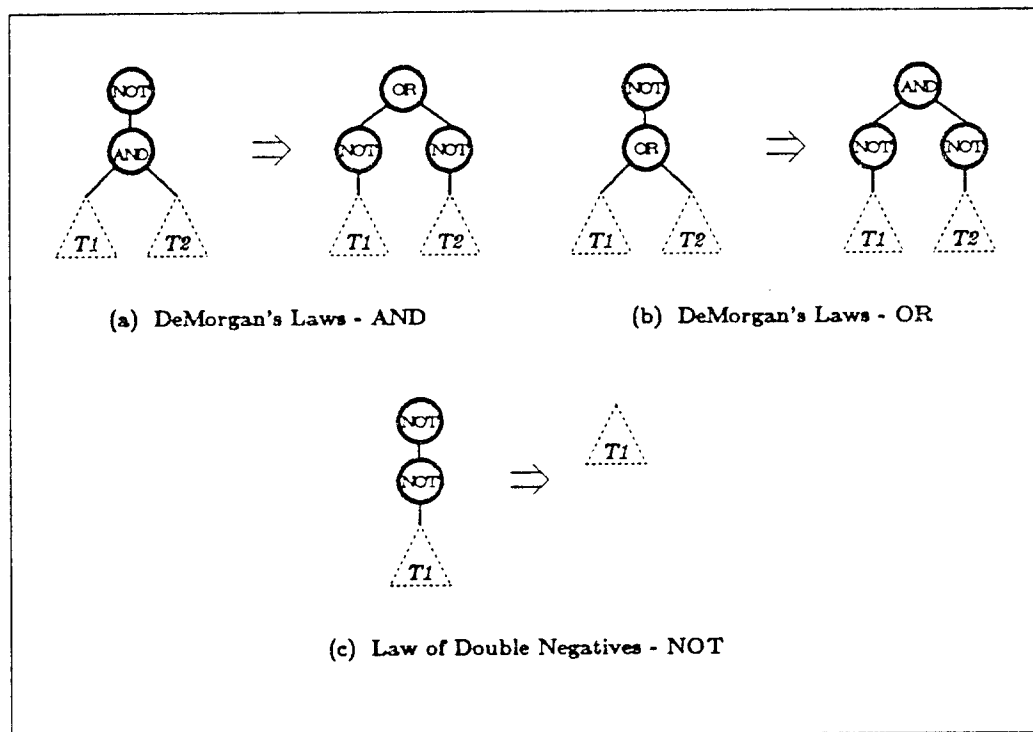 NOT
AND
T1 T2
OR
NOT NOT
T1 T2
(a) DeMorgan's Laws - AND
NOT
OR
T1 T2
AND
NOT NOT
T1 T2
(b) DeMorgan's Laws - OR
NOT
NOT
T1
T1
(c) Law of Double Negatives - NOT